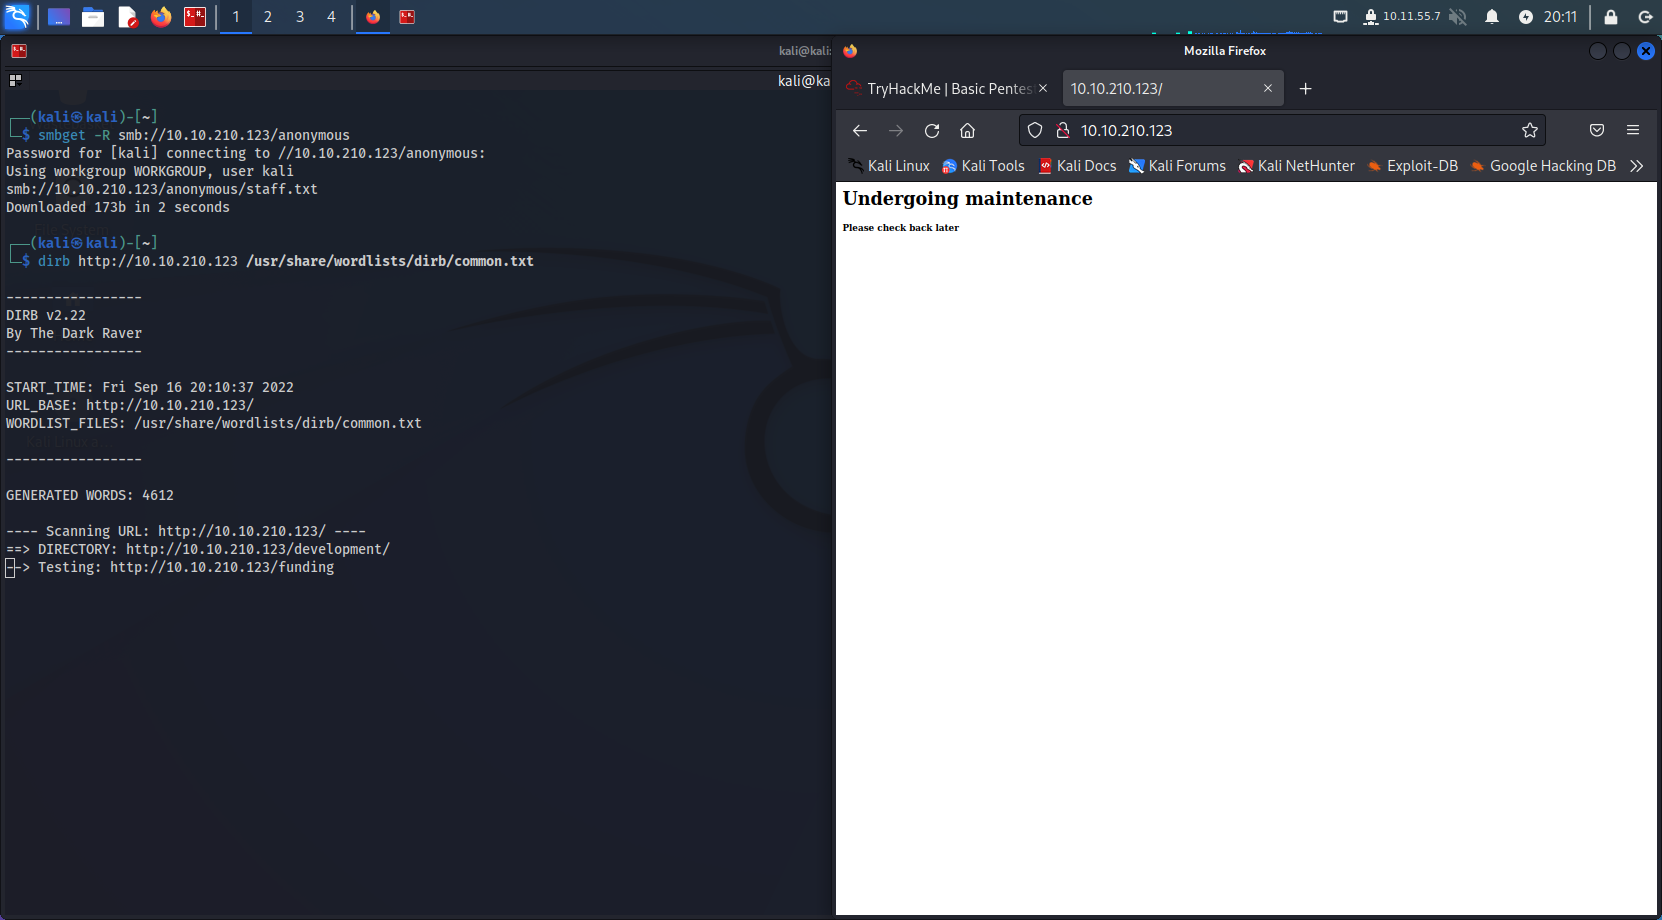 1 2 3 4
10.11.55.7
20:11
kali@kali:
kali@ka
┌──(kali㉿kali)-[~]
└─$ smbget -R smb://10.10.210.123/anonymous
Password for [kali] connecting to //10.10.210.123/anonymous:
Using workgroup WORKGROUP, user kali
smb://10.10.210.123/anonymous/staff.txt
Downloaded 173b in 2 seconds
┌──(kali㉿kali)-[~]
└─$ dirb http://10.10.210.123 /usr/share/wordlists/dirb/common.txt
-----------------
DIRB v2.22
By The Dark Raver
-----------------
START_TIME: Fri Sep 16 20:10:37 2022
URL_BASE: http://10.10.210.123/
WORDLIST_FILES: /usr/share/wordlists/dirb/common.txt
-----------------
GENERATED WORDS: 4612
---- Scanning URL: http://10.10.210.123/ ----
==> DIRECTORY: http://10.10.210.123/development/
--> Testing: http://10.10.210.123/funding
Mozilla Firefox
TryHackMe | Basic Pentes
10.10.210.123/
10.10.210.123
Kali Linux Kali Tools Kali Docs Kali Forums Kali NetHunter Exploit-DB Google Hacking DB
Undergoing maintenance
Please check back later